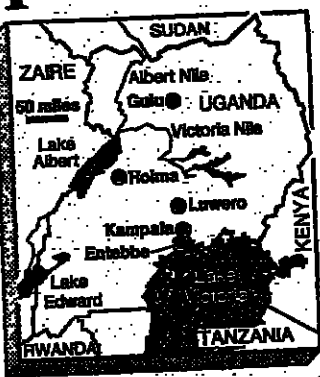 SUDAN
ZAIRE
Albert Nile
50 miles
Gulu
UGANDA
Victoria Nile
Lake
Albert
Hoima
Luwero
KENYA
Kampala
Entebbe
Lake
Victoria
Lake
Edward
TANZANIA
RWANDA